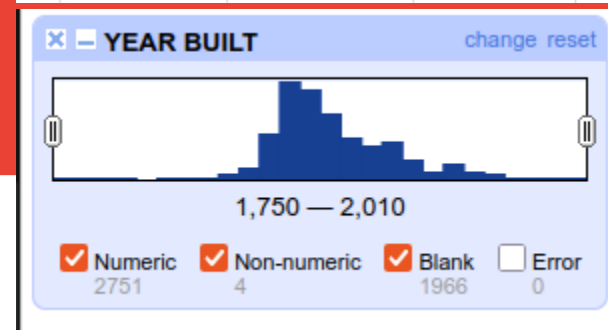 YEAR BUILT change reset
1,750 — 2,010
Numeric Non-numeric Blank Error
2751 4 1966 0